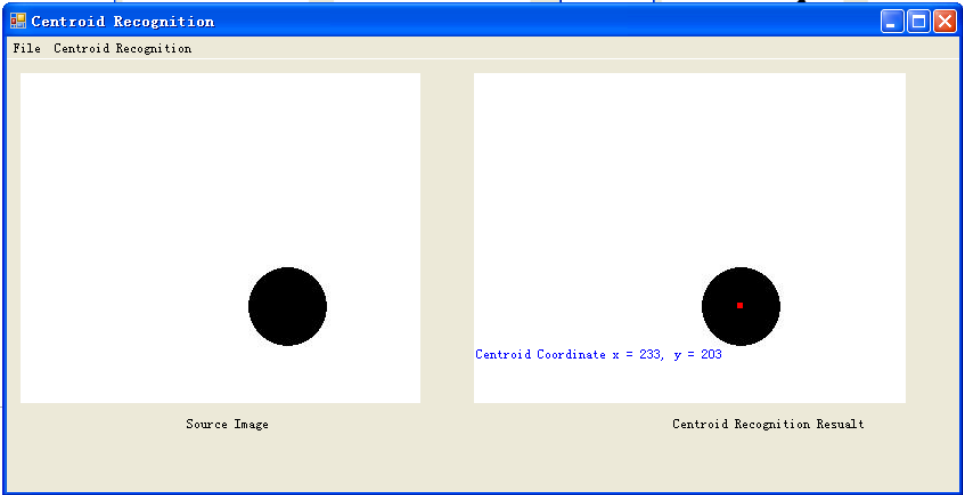 Centroid Recognition
File Centroid Recognition
Centroid Coordinate x = 233, y = 203
Source Image
Centroid Recognition Resualt